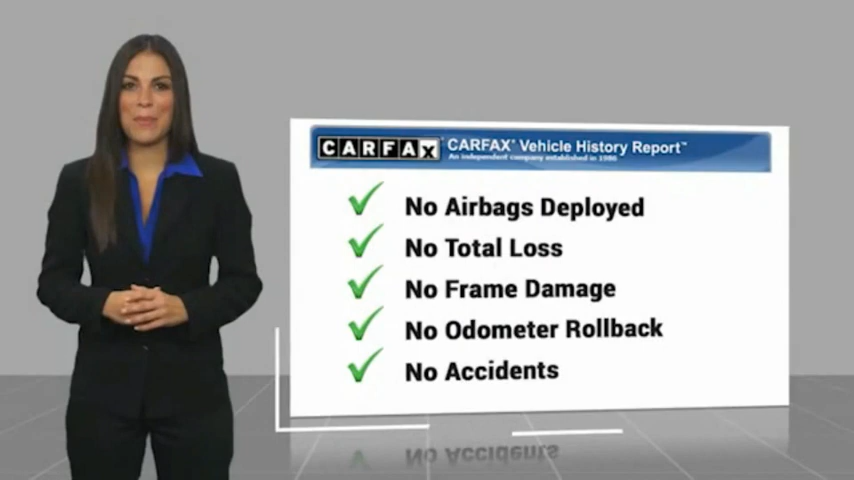 CARFAX CARFAX® Vehicle History Report™
An independent company established in 1986
No Airbags Deployed
No Total Loss
No Frame Damage
No Odometer Rollback
No Accidents
No Accidents